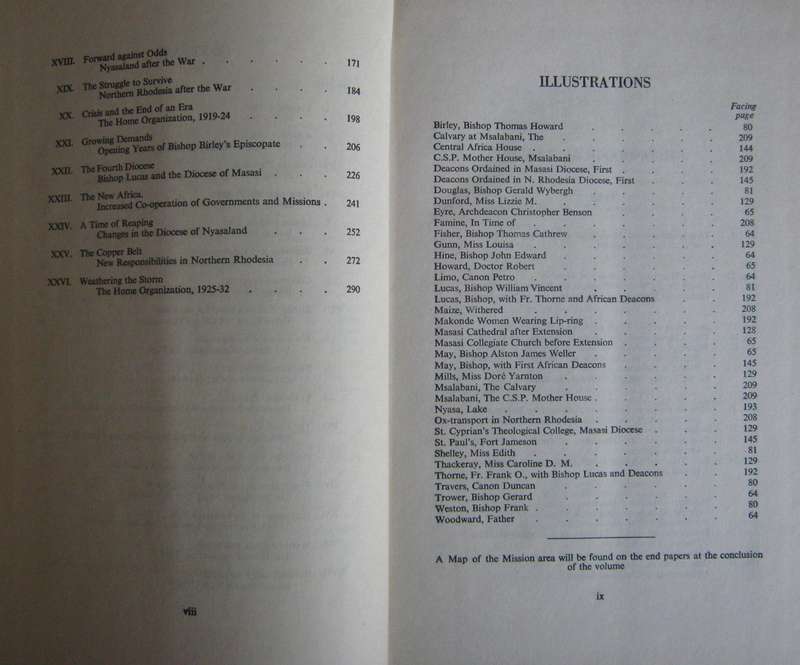 XVIII. Forward against Odds
Nyasaland after the War . . . . . . 171
XIX. The Struggle to Survive
Northern Rhodesia after the War . . . . 184
XX. Crisis and the End of an Era
The Home Organization, 1919-24 . . . . 198
XXI. Growing Demands
Opening Years of Bishop Birley's Episcopate . . 206
XXII. The Fourth Diocese
Bishop Lucas and the Diocese of Masasi . . . 226
XXIII. The New Africa,
Increased Co-operation of Governments and Missions . 241
XXIV. A Time of Reaping
Changes in the Diocese of Nyasaland . . . 252
XXV. The Copper Belt
New Responsibilities in Northern Rhodesia . . 272
XXVI. Weathering the Storm
The Home Organization, 1925-32 . . . . 290
viii
ILLUSTRATIONS
Facing
page
Birley, Bishop Thomas Howard . . . . . 80
Calvary at Msalabani, The . . . . . . 209
Central Africa House . . . . . . . 144
C.S.P. Mother House, Msalabani . . . . . 209
Deacons Ordained in Masasi Diocese, First . . . . 192
Deacons Ordained in N. Rhodesia Diocese, First . . . 145
Douglas, Bishop Gerald Wybergh . . . . . 81
Dunford, Miss Lizzie M. . . . . . . 129
Eyre, Archdeacon Christopher Benson . . . . 65
Famine, In Time of . . . . . . 208
Fisher, Bishop Thomas Cathrew . . . . . 64
Gunn, Miss Louisa . . . . . . . 129
Hine, Bishop John Edward . . . . . . 64
Howard, Doctor Robert . . . . . . 65
Limo, Canon Petro . . . . . . 64
Lucas, Bishop William Vincent . . . . . 81
Lucas, Bishop, with Fr. Thorne and African Deacons . . 192
Maize, Withered . . . . . . . 208
Makonde Women Wearing Lip-ring . . . . . 192
Masasi Cathedral after Extension . . . . . 128
Masasi Collegiate Church before Extension . . . . 65
May, Bishop Alston James Weller . . . . . 65
May, Bishop, with First African Deacons . . . . 145
Mills, Miss Doré Yarnton . . . . . . 129
Msalabani, The Calvary . . . . . . 209
Msalabani, The C.S.P. Mother House . . . . . 209
Nyasa, Lake . . . . . . . . 193
Ox-transport in Northern Rhodesia . . . . . 208
St. Cyprian's Theological College, Masasi Diocese . . . 129
St. Paul's, Fort Jameson . . . . . . 145
Shelley, Miss Edith . . . . . . . 81
Thackeray, Miss Caroline D. M. . . . . . 129
Thorne, Fr. Frank O., with Bishop Lucas and Deacons . . 192
Travers, Canon Duncan . . . . . . 80
Trower, Bishop Gerard . . . . . . 64
Weston, Bishop Frank . . . . . . . 80
Woodward, Father . . . . . . . 64
A Map of the Mission area will be found on the end papers at the conclusion
of the volume
ix